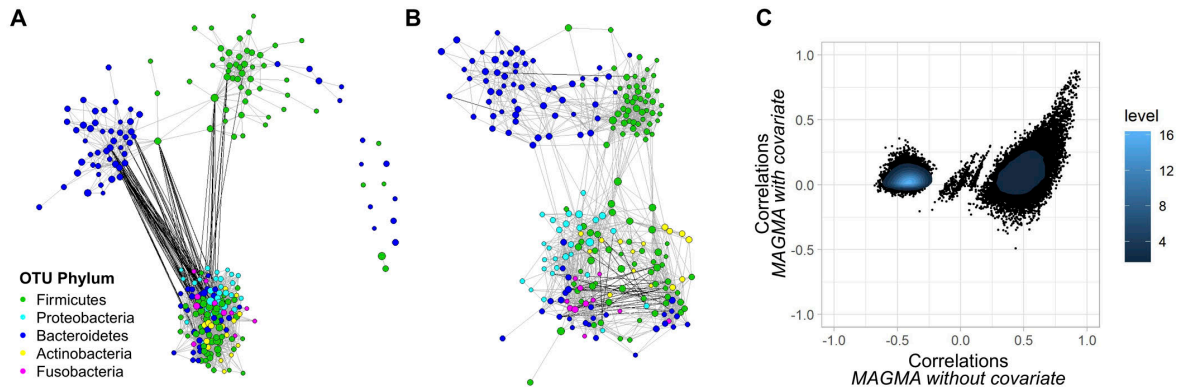 A
B
C
OTU Phylum
Firmicutes
Proteobacteria
Bacteroidetes
Actinobacteria
Fusobacteria
Correlations
MAGMA with covariate
1.0
0.5
0.0
-0.5
-1.0
-1.0 -0.5 0.0 0.5 1.0
Correlations
MAGMA without covariate
level
16
12
8
4